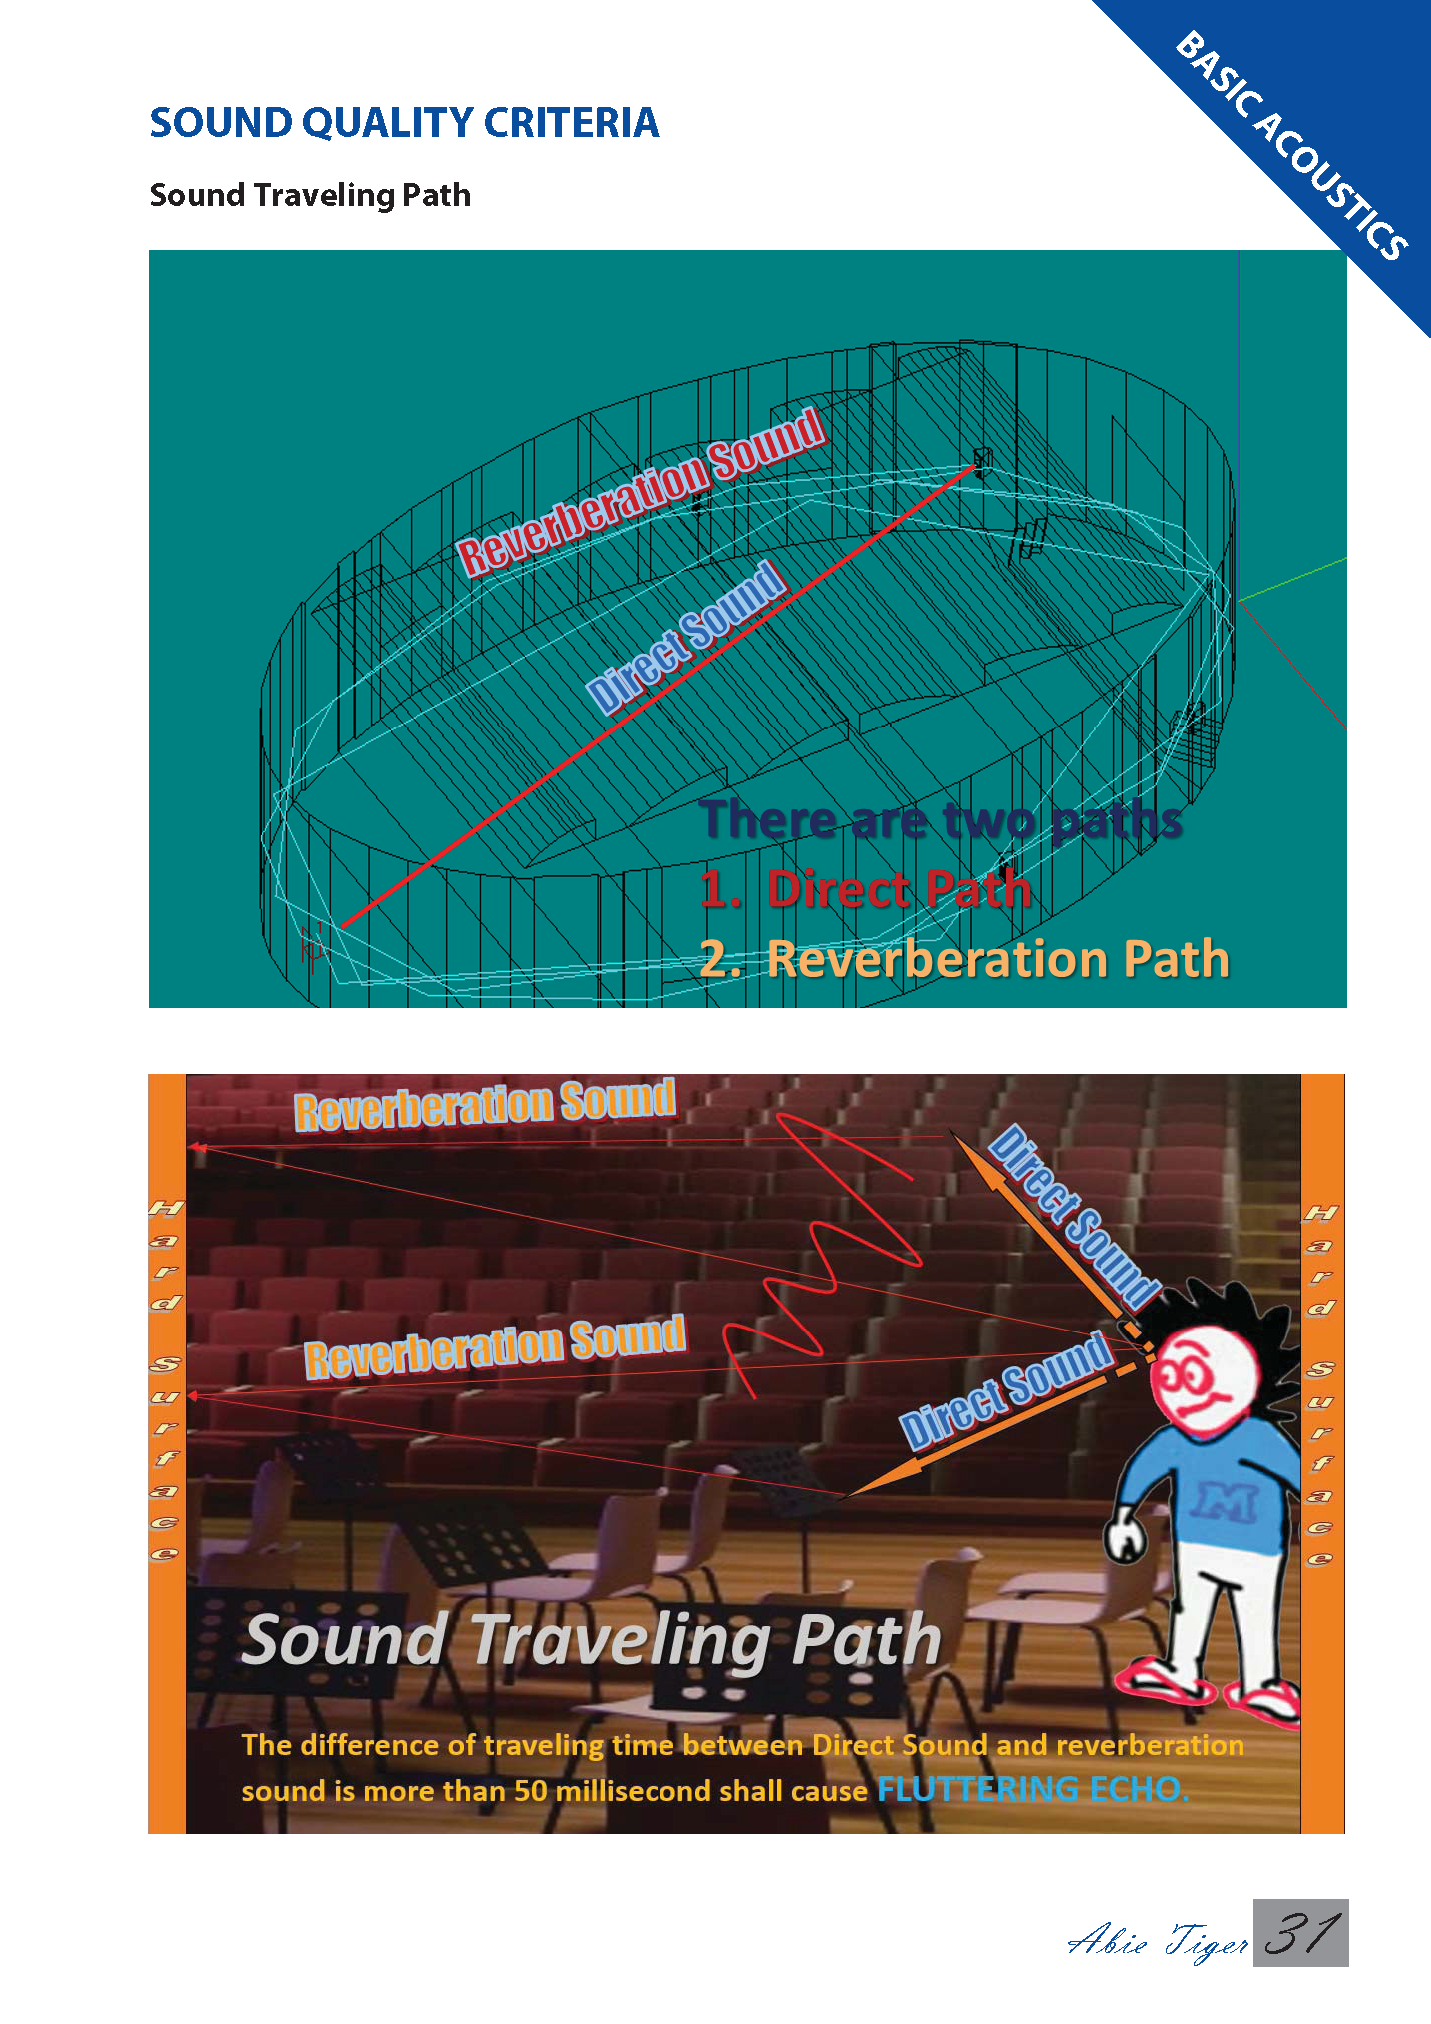 BASIC ACOUSTICS
SOUND QUALITY CRITERIA
Sound Traveling Path
Reverberation Sound
Direct Sound
There are two paths
1. Direct Path
2. Reverberation Path
Reverberation Sound
Direct Sound
Hard Surface
Hard Surface
Reverberation Sound
Direct Sound
M
Sound Traveling Path
The difference of traveling time between Direct Sound and reverberation
sound is more than 50 millisecond shall cause FLUTTERING ECHO.
Abie Tiger 31